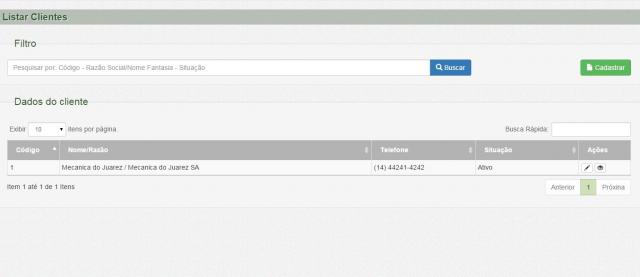 Listar Clientes
Filtro
Pesquisar por: Código - Razão Social/Nome Fantasia - Situação
Buscar
Cadastrar
Dados do cliente
Exibir 10 itens por página
Busca Rápida:
Código Nome/Razão Telefone Situação Ações
1 Mecanica do Juarez / Mecanica do Juarez SA (14) 44241-4242 Ativo
Item 1 até 1 de 1 itens
Anterior 1 Próxina